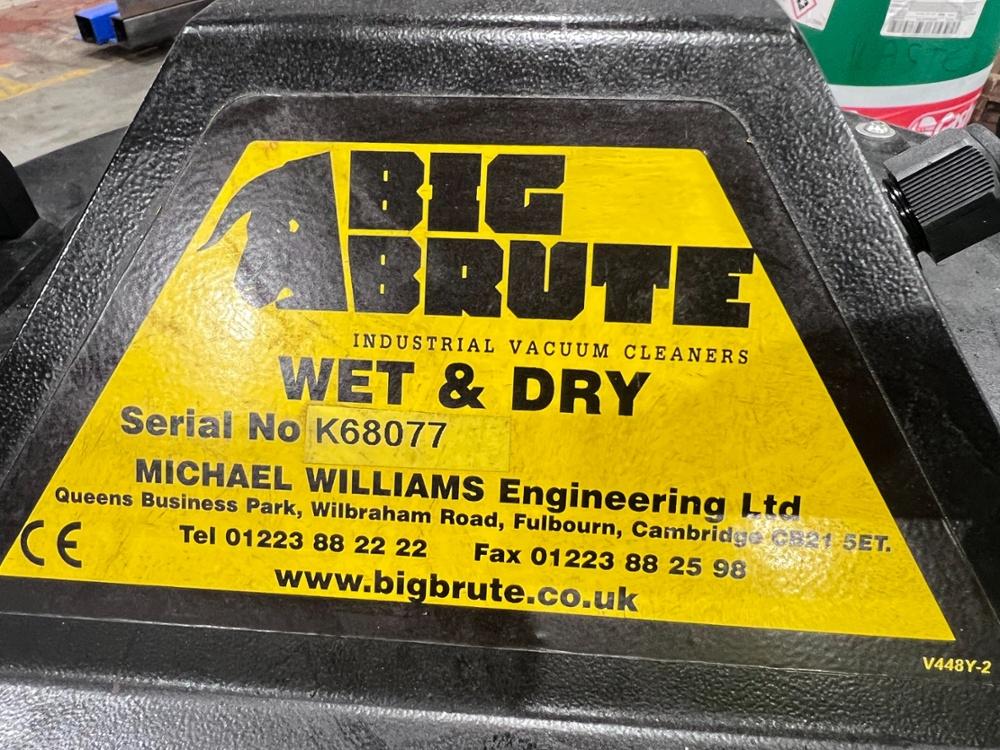 BIG
BRUTE
INDUSTRIAL VACUUM CLEANERS
WET & DRY
Serial No K68077
MICHAEL WILLIAMS Engineering Ltd
Queens Business Park, Wilbraham Road, Fulbourn, Cambridge CB21 5ET.
CE
Tel 01223 88 22 22 Fax 01223 88 25 98
www.bigbrute.co.uk
V448Y-2